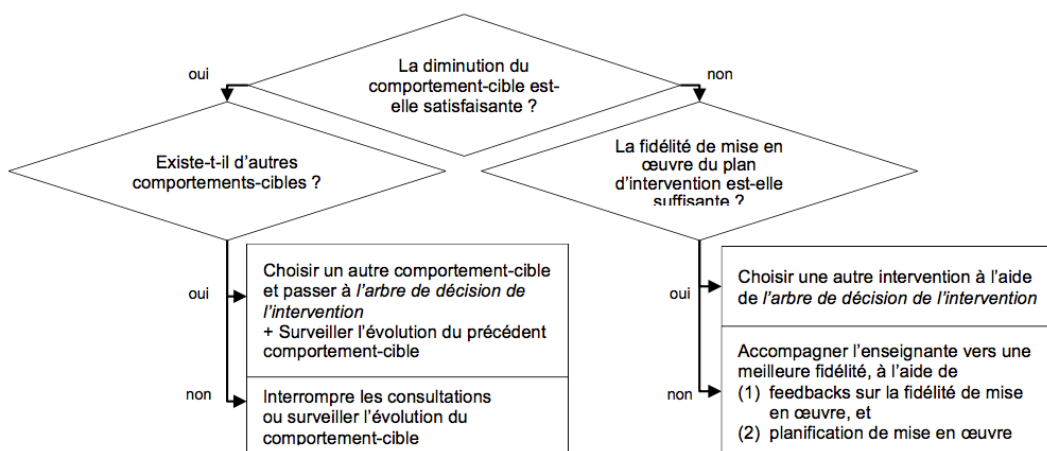 oui
La diminution du
comportement-cible est-
elle satisfaisante ?
non
Existe-t-il d'autres
comportements-cibles ?
La fidélité de mise en
œuvre du plan
d'intervention est-elle
suffisante ?
oui
Choisir un autre comportement-cible
et passer à l'arbre de décision de
l'intervention
+ Surveiller l'évolution du précédent
comportement-cible
non
Interrompre les consultations
ou surveiller l'évolution du
comportement-cible
oui
Choisir une autre intervention à l'aide
de l'arbre de décision de l'intervention
non
Accompagner l'enseignante vers une
meilleure fidélité, à l'aide de
(1) feedbacks sur la fidélité de mise
en œuvre, et
(2) planification de mise en œuvre